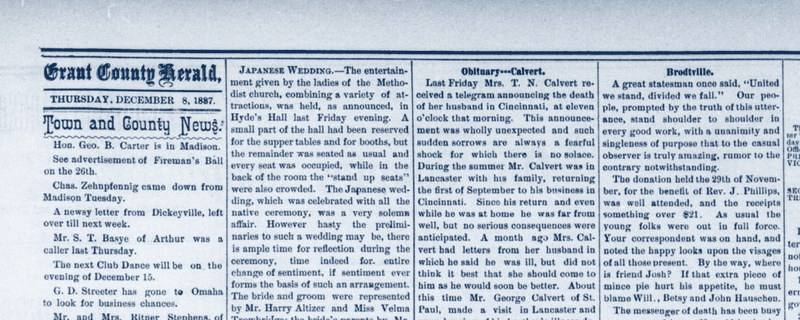 Grant County Herald,
THURSDAY, DECEMBER 8, 1887.
Town and County News.
Hon. Geo. B. Carter is in Madison.
See advertisement of Fireman's Ball
on the 26th.
Chas. Zehnpfennig came down from
Madison Tuesday.
A newsy letter from Dickeyville, left
over till next week.
Mr. S. T. Basye of Arthur was a
caller last Thursday.
The next Club Dance will be on the
evening of December 15.
G. D. Streeter has gone to Omaha
to look for business chances.
Mr. and Mrs. Ritner Stephens, of
JAPANESE WEDDING.—The entertain-
ment given by the ladies of the Metho-
dist church, combining a variety of at-
tractions, was held, as announced, in
Hyde's Hall last Friday evening. A
small part of the hall had been reserved
for the supper tables and for booths, but
the remainder was seated as usual and
every seat was occupied, while in the
back of the room the "stand up seats"
were also crowded. The Japanese wed-
ding, which was celebrated with all the
native ceremony, was a very solemn
affair. However hasty the prelimi-
naries to such a wedding may be, there
is ample time for reflection during the
ceremony, time indeed for entire
change of sentiment, if sentiment ever
forms the basis of such an arrangement.
The bride and groom were represented
by Mr. Harry Altizer and Miss Velma
the bride's parents by Mr.
Obituary---Calvert.
Last Friday Mrs. T. N. Calvert re-
ceived a telegram announcing the death
of her husband in Cincinnati, at eleven
o'clock that morning. This announce-
ment was wholly unexpected and such
sudden sorrows are always a fearful
shock for which there is no solace.
During the summer Mr. Calvert was in
Lancaster with his family, returning
the first of September to his business in
Cincinnati. Since his return and even
while he was at home he was far from
well, but no serious consequences were
anticipated. A month ago Mrs. Cal-
vert had letters from her husband in
which he said he was ill, but did not
think it best that she should come to
him as he would soon be better. About
this time Mr. George Calvert of St.
Paul, made a visit in Lancaster and
Brodtville.
A great statesman once said, "United
we stand, divided we fall." Our peo-
ple, prompted by the truth of this utter-
ance, stand shoulder to shoulder in
every good work, with a unanimity and
singleness of purpose that to the casual
observer is truly amazing, rumor to the
contrary notwithstanding.
The donation held the 29th of Novem-
ber, for the benefit of Rev. J. Phillips,
was well attended, and the receipts
something over $21. As usual the
young folks were out in full force.
Your correspondent was on hand, and
noted the happy looks upon the visages
of all those present. By the way, where
is friend Josh? If that extra piece of
mince pie hurt his appetite, he must
blame Will., Betsy and John Hauschen.
The messenger of death has been busy